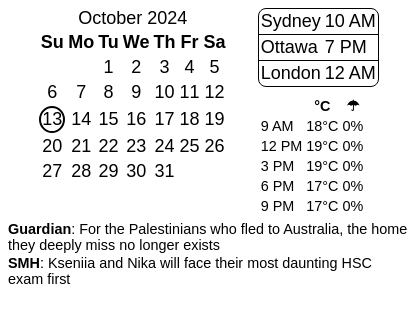 October 2024
Su Mo Tu We Th Fr Sa
1 2 3 4 5
6 7 8 9 10 11 12
13 14 15 16 17 18 19
20 21 22 23 24 25 26
27 28 29 30 31
Sydney 10 AM
Ottawa 7 PM
London 12 AM
°C ☂
9 AM 18°C 0%
12 PM 19°C 0%
3 PM 19°C 0%
6 PM 17°C 0%
9 PM 17°C 0%
Guardian: For the Palestinians who fled to Australia, the home
they deeply miss no longer exists
SMH: Kseniia and Nika will face their most daunting HSC
exam first